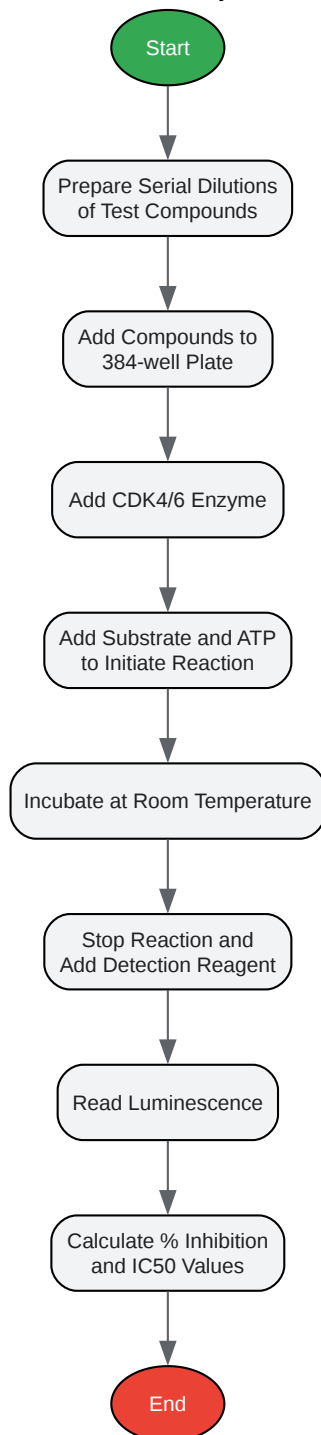 Start
Prepare Serial Dilutions
of Test Compounds
Add Compounds to
384-well Plate
Add CDK4/6 Enzyme
Add Substrate and ATP
to Initiate Reaction
Incubate at Room Temperature
Stop Reaction and
Add Detection Reagent
Read Luminescence
Calculate % Inhibition
and IC50 Values
End